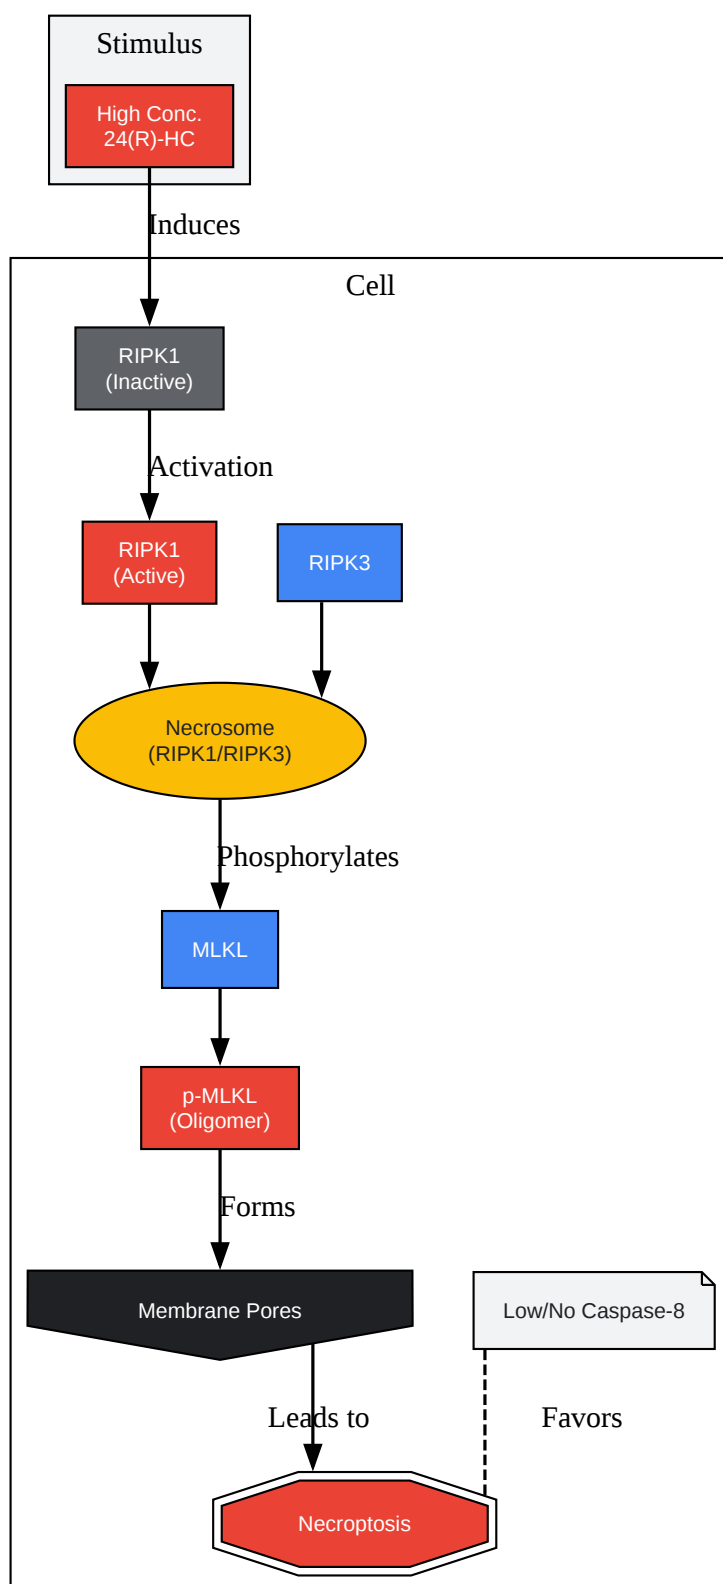 Stimulus
High Conc.
24(R)-HC
Induces
Cell
RIPK1
(Inactive)
Activation
RIPK1
(Active)
RIPK3
Necrosome
(RIPK1/RIPK3)
Phosphorylates
MLKL
p-MLKL
(Oligomer)
Forms
Membrane Pores
Low/No Caspase-8
Leads to
Favors
Necroptosis